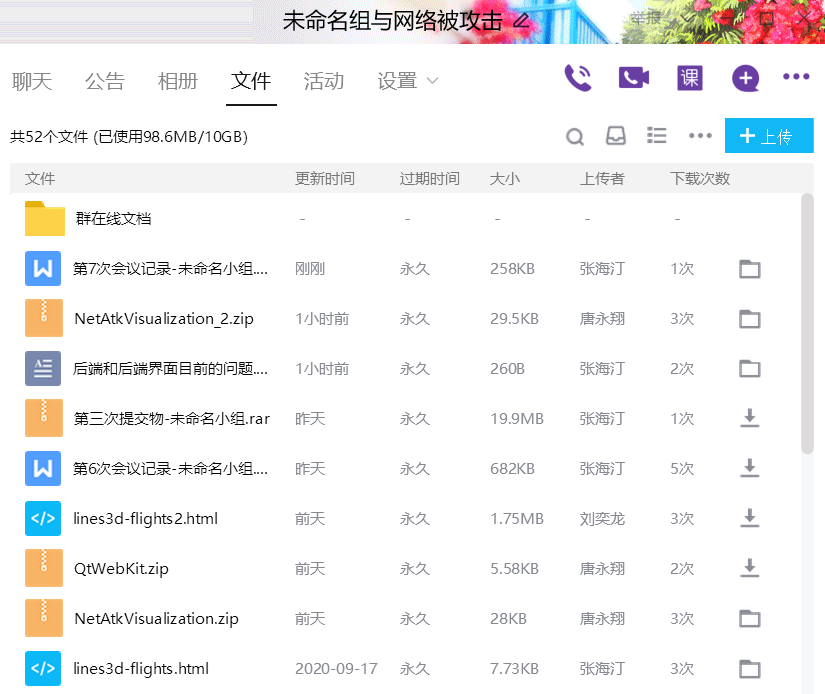 未命名组与网络被攻击
举报
聊天 公告 相册 文件 活动 设置 课
共52个文件 (已使用98.6MB/10GB) 上传
文件 更新时间 过期时间 大小 上传者 下载次数
群在线文档 - - - - -
第7次会议记录-未命名小组.... 刚刚 永久 258KB 张海汀 1次
NetAtkVisualization_2.zip 1小时前 永久 29.5KB 唐永翔 3次
后端和后端界面目前的问题.... 1小时前 永久 260B 张海汀 2次
第三次提交物-未命名小组.rar 昨天 永久 19.9MB 张海汀 1次
第6次会议记录-未命名小组.... 昨天 永久 682KB 张海汀 5次
lines3d-flights2.html 前天 永久 1.75MB 刘奕龙 3次
QtWebKit.zip 前天 永久 5.58KB 唐永翔 2次
NetAtkVisualization.zip 前天 永久 28KB 唐永翔 3次
lines3d-flights.html 2020-09-17 永久 7.73KB 张海汀 3次